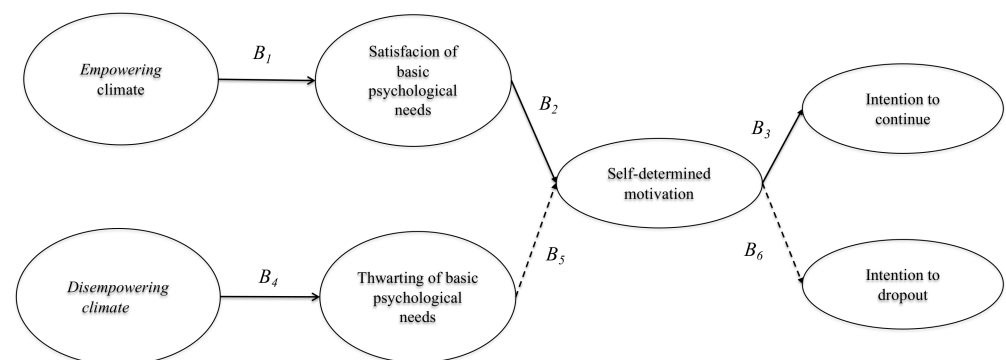 Empowering
climate
B1
Satisfacion of
basic
psychological
needs
B2
Self-determined
motivation
B3
Intention to
continue
Disempowering
climate
B4
Thwarting of basic
psychological
needs
B5
B6
Intention to
dropout